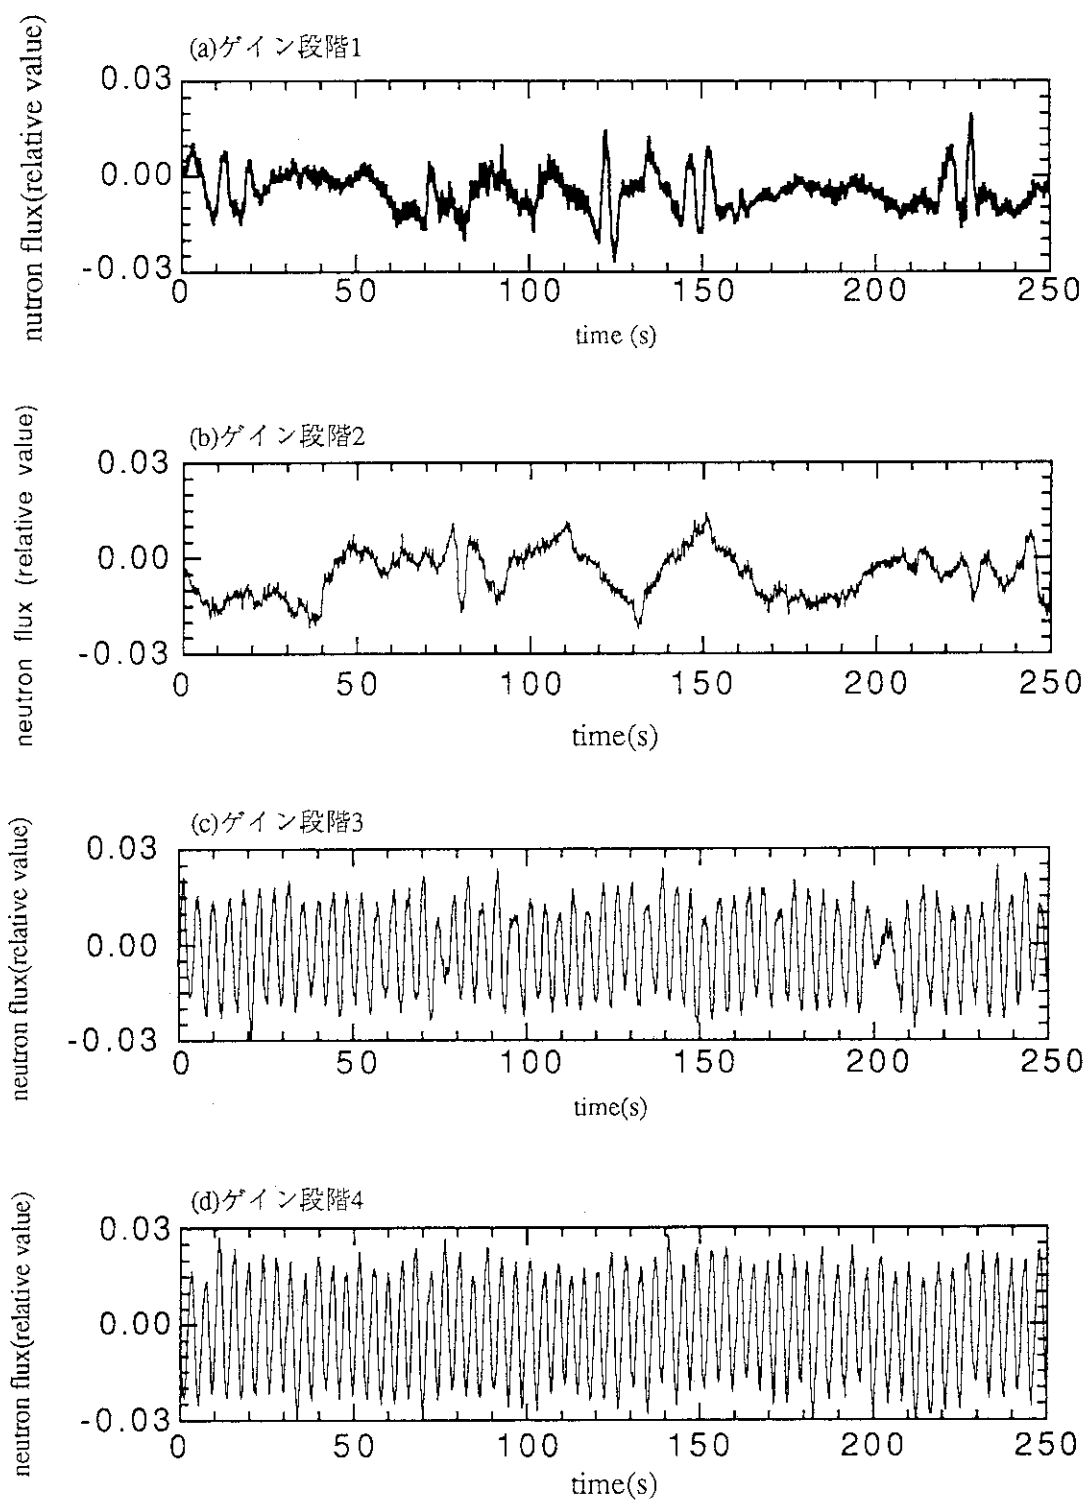 (a)ゲイン段階1
nutron flux(relative value)
0.03
0.00
-0.03
0 50 100 150 200 250
time (s)
(b)ゲイン段階2
neutron flux (relative value)
0.03
0.00
-0.03
0 50 100 150 200 250
time(s)
(c)ゲイン段階3
neutron flux(relative value)
0.03
0.00
-0.03
0 50 100 150 200 250
time(s)
(d)ゲイン段階4
neutron flux(relative value)
0.03
0.00
-0.03
0 50 100 150 200 250
time(s)